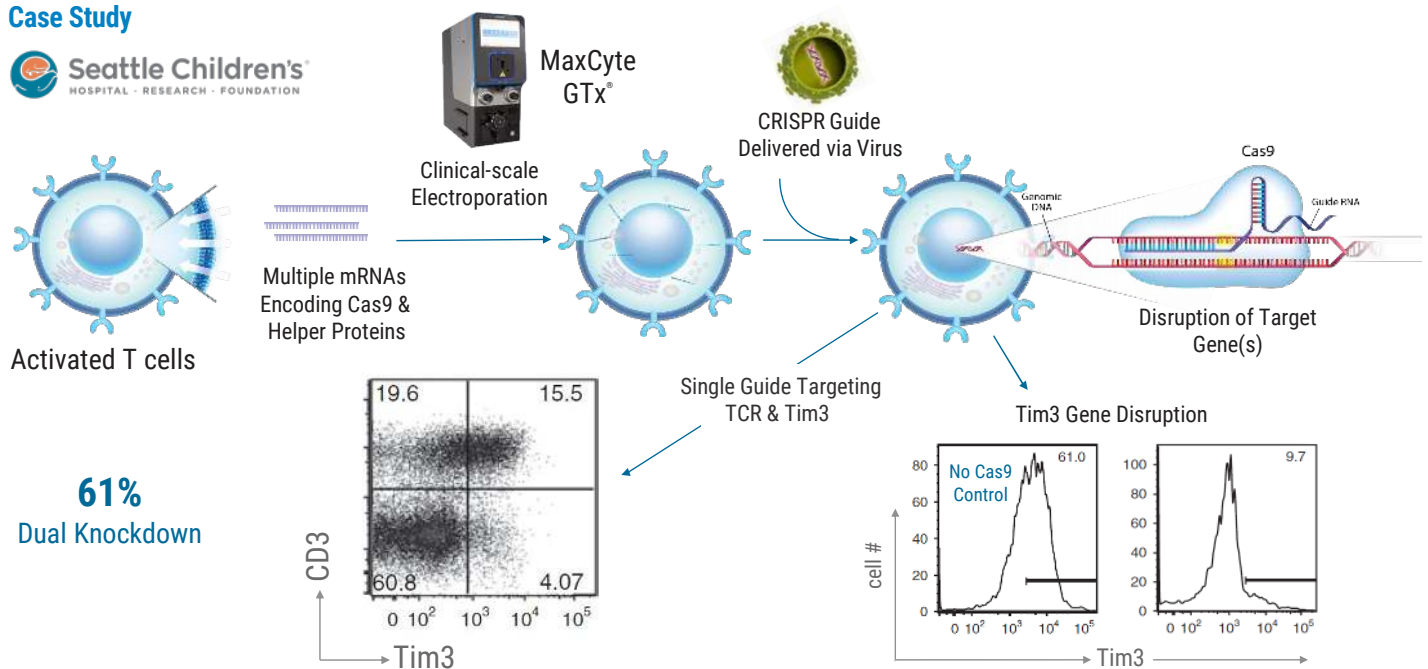 Case Study
Seattle Children's®
HOSPITAL · RESEARCH · FOUNDATION
MaxCyte
GTx®
Clinical-scale
Electroporation
CRISPR Guide
Delivered via Virus
Cas9
Genomic
DNA
Guide RNA
Multiple mRNAs
Encoding Cas9 &
Helper Proteins
Activated T cells
Disruption of Target
Gene(s)
Single Guide Targeting
TCR & Tim3
Tim3 Gene Disruption
61%
Dual Knockdown
19.6 15.5
60.8 4.07
CD3
0 10² 10³ 10⁴ 10⁵
Tim3
No Cas9
Control
61.0
80
60
40
20
0
0 10² 10³ 10⁴ 10⁵
9.7
100
80
60
40
20
0
0 10² 10³ 10⁴ 10⁵
cell #
Tim3